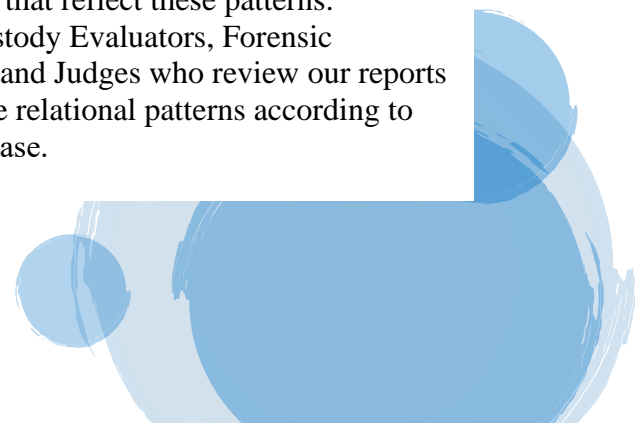 that reflect these patterns.
stody Evaluators, Forensic
and Judges who review our reports
e relational patterns according to
ase.